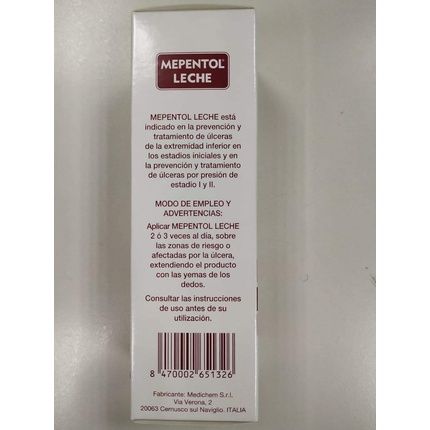 MEPENTOL®
LECHE
MEPENTOL LECHE está
indicado en la prevención y
tratamiento de úlceras
de la extremidad inferior en
los estadios iniciales y en
la prevención y tratamiento
de úlceras por presión de
estadio I y II.
MODO DE EMPLEO Y
ADVERTENCIAS:
Aplicar MEPENTOL LECHE
2 ó 3 veces al día, sobre
las zonas de riesgo o
afectadas por la úlcera,
extendiendo el producto
con las yemas de los
dedos.
Consultar las instrucciones
de uso antes de su
utilización.
8 470002 651326
Fabricante: Medichem S.r.l.
Via Verona, 2
20063 Cernusco sul Naviglio. ITALIA